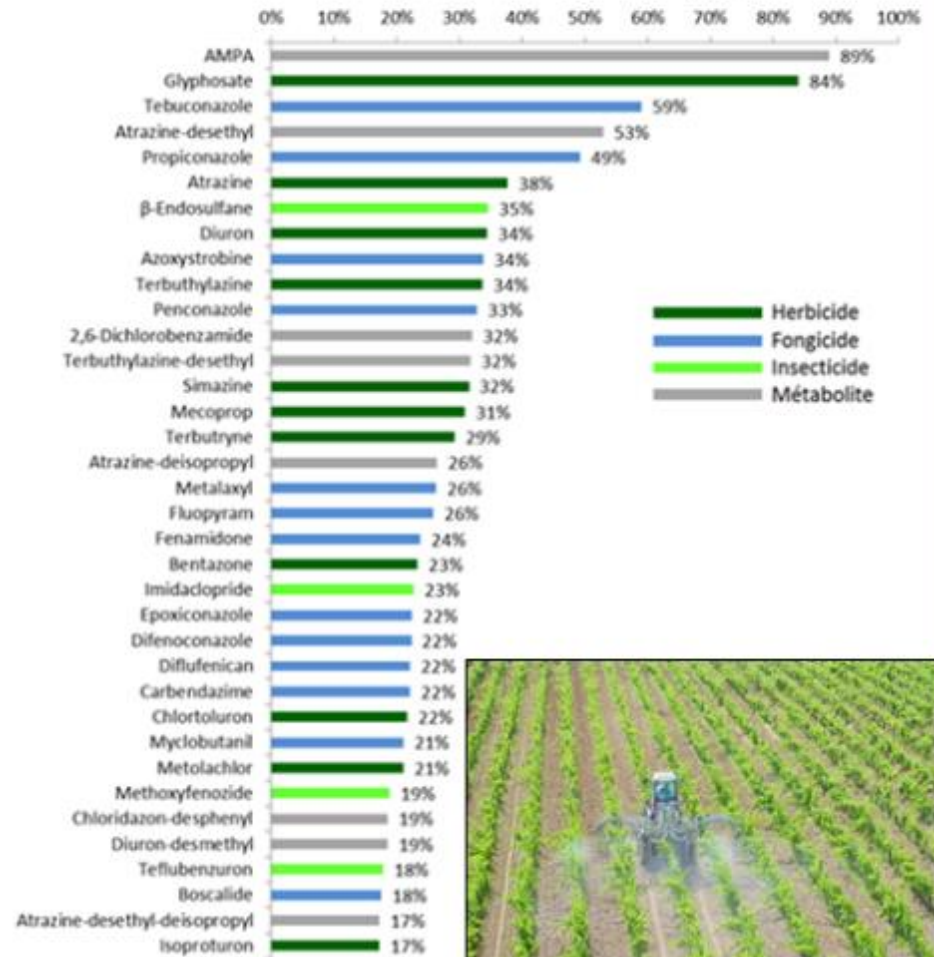 0% 10% 20% 30% 40% 50% 60% 70% 80% 90% 100%
AMPA 89%
Glyphosate 84%
Tebuconazole 59%
Atrazine-desethyl 53%
Propiconazole 49%
Atrazine 38%
β-Endosulfane 35%
Diuron 34%
Azoxystrobine 34%
Terbuthylazine 34%
Penconazole 33%
2,6-Dichlorobenzamide 32%
Terbuthylazine-desethyl 32%
Simazine 32%
Mecoprop 31%
Terbutryne 29%
Atrazine-deisopropyl 26%
Metalaxyl 26%
Fluopyram 26%
Fenamidone 24%
Bentazone 23%
Imidaclopride 23%
Epoxiconazole 22%
Difenoconazole 22%
Diflufenican 22%
Carbendazime 22%
Chlortoluron 22%
Myclobutanil 21%
Metolachlor 21%
Methoxyfenozide 19%
Chloridazon-desphenyl 19%
Diuron-desmethyl 19%
Teflubenzuron 18%
Boscalide 18%
Atrazine-desethyl-deisopropyl 17%
Isoproturon 17%
Herbicide
Fongicide
Insecticide
Métabolite